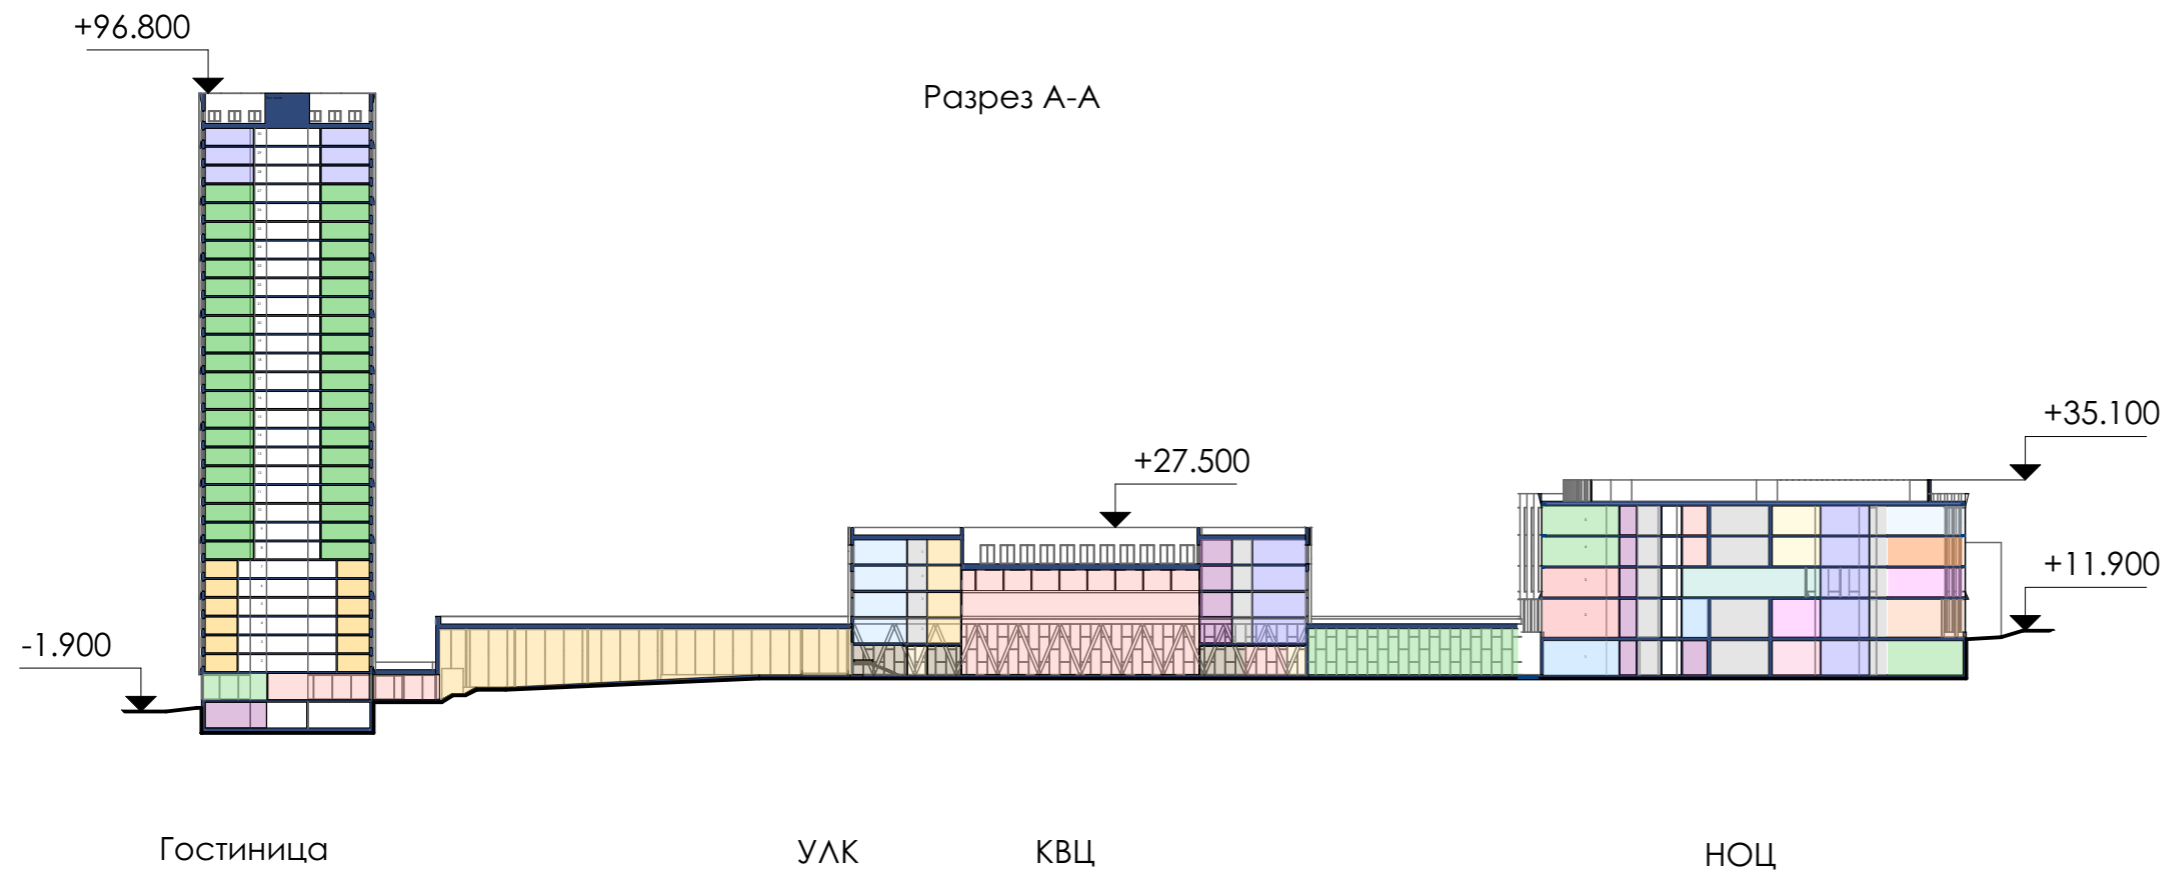 +96.800
Разрез А-А
+35.100
+27.500
+11.900
-1.900
Гостиница
УЛК
КВЦ
НОЦ